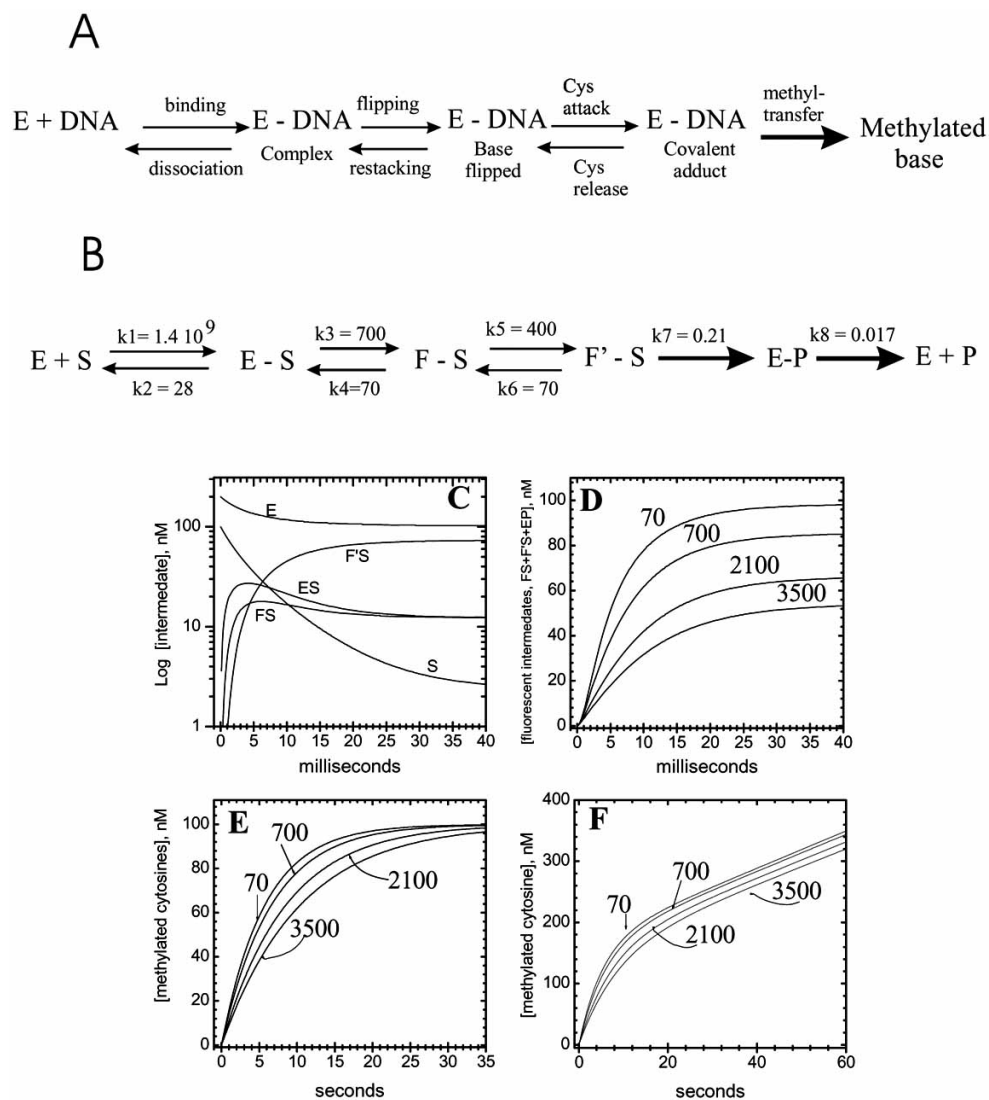 A
E + DNA binding E - DNA flipping E - DNA Cys attack E - DNA methyl-transfer Methylated base
dissociation Complex restacking Base flipped Cys release Covalent adduct
B
k1= 1.4 10 9 k3 = 700 k5 = 400 k7 = 0.21 k8 = 0.017
E + S E - S F - S F' - S E-P E + P
k2 = 28 k4=70 k6 = 70
C
Log [intermedate], nM
100
10
1
E
F'S
ES
FS
S
0 5 10 15 20 25 30 35 40
milliseconds
D
[fluorescent intermedates, FS+F'S+EP], nM
100
80
60
40
20
0
70
700
2100
3500
0 5 10 15 20 25 30 35 40
milliseconds
E
[methylated cytosines], nM
100
80
60
40
20
0
700
70
2100
3500
0 5 10 15 20 25 30 35
seconds
F
[methylated cytosine], nM
400
300
200
100
0
70
700
3500
2100
0 20 40 60
seconds